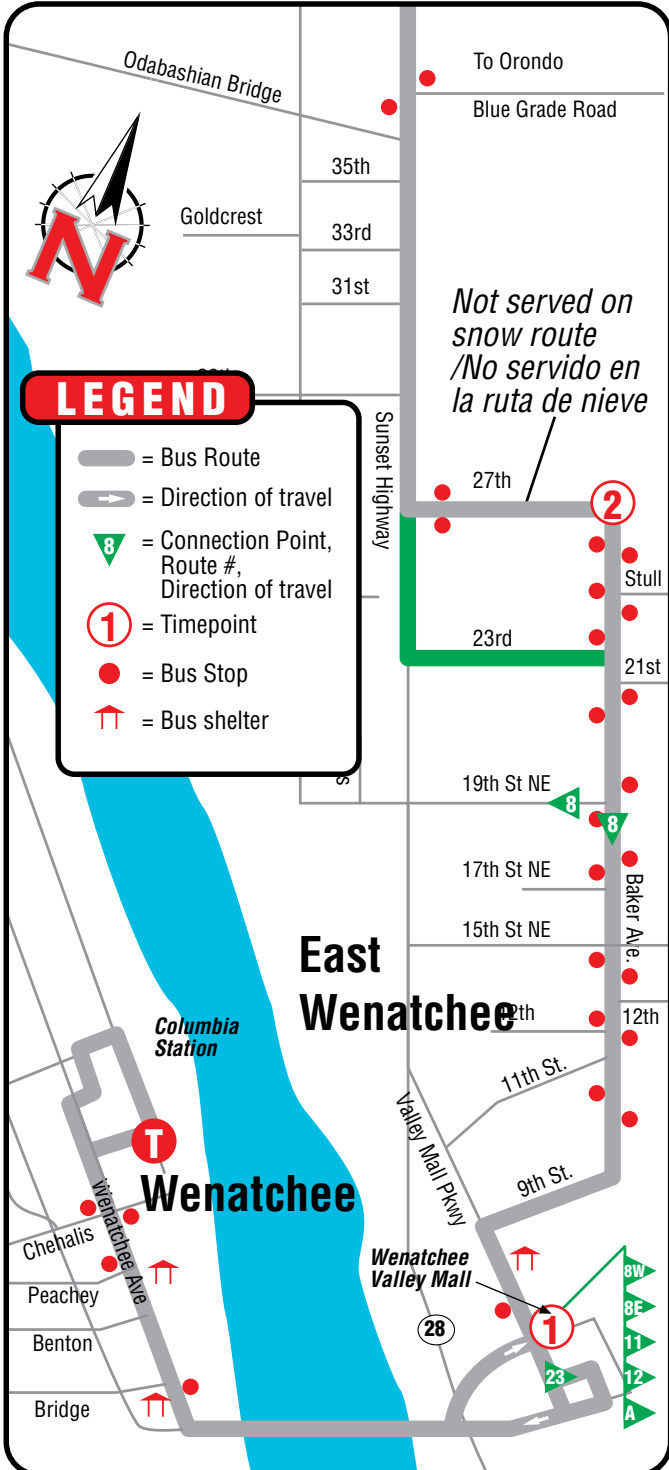 To Orondo
Odabashian Bridge
Blue Grade Road
35th
Goldcrest
33rd
N
31st
Not served on
snow route
/No servido en
la ruta de nieve
LEGEND
Sunset Highway
= Bus Route
27th
2
= Direction of travel
8
= Connection Point,
Route #,
Direction of travel
Stull
1
= Timepoint
23rd
21st
= Bus Stop
= Bus shelter
s
19th St NE
8
8
17th St NE
Baker Ave.
15th St NE
East
Wenatchee
12th
12th
Columbia
Station
11th St.
Valley Mall Pkwy
T
9th St.
Wenatchee
Wenatchee Ave
Chehalis
Wenatchee
Valley Mall
8W
Peachey
8E
28
1
11
Benton
23
12
Bridge
A